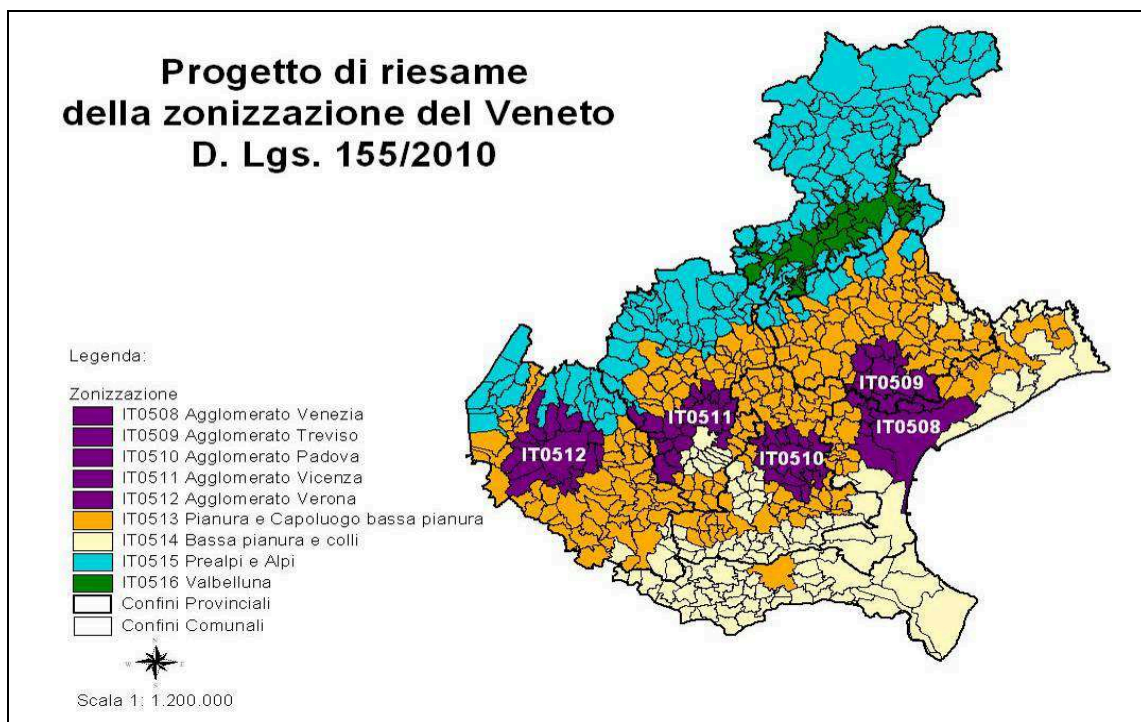 Progetto di riesame
della zonizzazione del Veneto
D. Lgs. 155/2010
Legenda:
Zonizzazione
IT0508 Agglomerato Venezia
IT0509 Agglomerato Treviso
IT0510 Agglomerato Padova
IT0511 Agglomerato Vicenza
IT0512 Agglomerato Verona
IT0513 Pianura e Capoluogo bassa pianura
IT0514 Bassa pianura e colli
IT0515 Prealpi e Alpi
IT0516 Valbelluna
Confini Provinciali
Confini Comunali
Scala 1: 1.200.000
IT0509
IT0511
IT0508
IT0512
IT0510